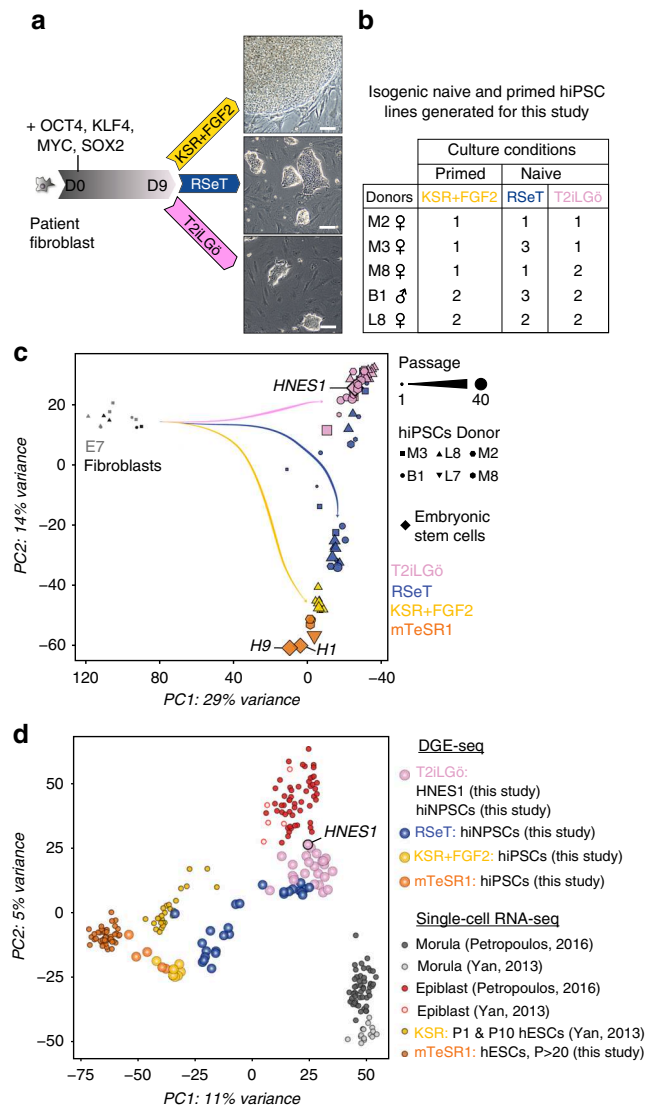 a
+ OCT4, KLF4,
MYC, SOX2
D0
D9
Patient
fibroblast
KSR+FGF2
RSeT
T2iLGö
b
Isogenic naive and primed hiPSC
lines generated for this study
Culture conditions
Primed Naive
Donors KSR+FGF2 RSeT T2iLGö
M2 ♀ 1 1 1
M3 ♀ 1 3 1
M8 ♀ 1 1 2
B1 ♂ 2 3 2
L8 ♀ 2 2 2
c
20
0
−20
−40
−60
PC2: 14% variance
120 80 40 0 −40
PC1: 29% variance
E7
Fibroblasts
HNES1
H9
H1
Passage
1 40
hiPSCs Donor
M3 L8 M2
B1 L7 M8
Embryonic
stem cells
T2iLGö
RSeT
KSR+FGF2
mTeSR1
d
50
25
0
−25
−50
PC2: 5% variance
−75 −50 −25 0 25 50
PC1: 11% variance
HNES1
DGE-seq
T2iLGö:
HNES1 (this study)
hiNPSCs (this study)
RSeT: hiNPSCs (this study)
KSR+FGF2: hiPSCs (this study)
mTeSR1: hiPSCs (this study)
Single-cell RNA-seq
Morula (Petropoulos, 2016)
Morula (Yan, 2013)
Epiblast (Petropoulos, 2016)
Epiblast (Yan, 2013)
KSR: P1 & P10 hESCs (Yan, 2013)
mTeSR1: hESCs, P>20 (this study)